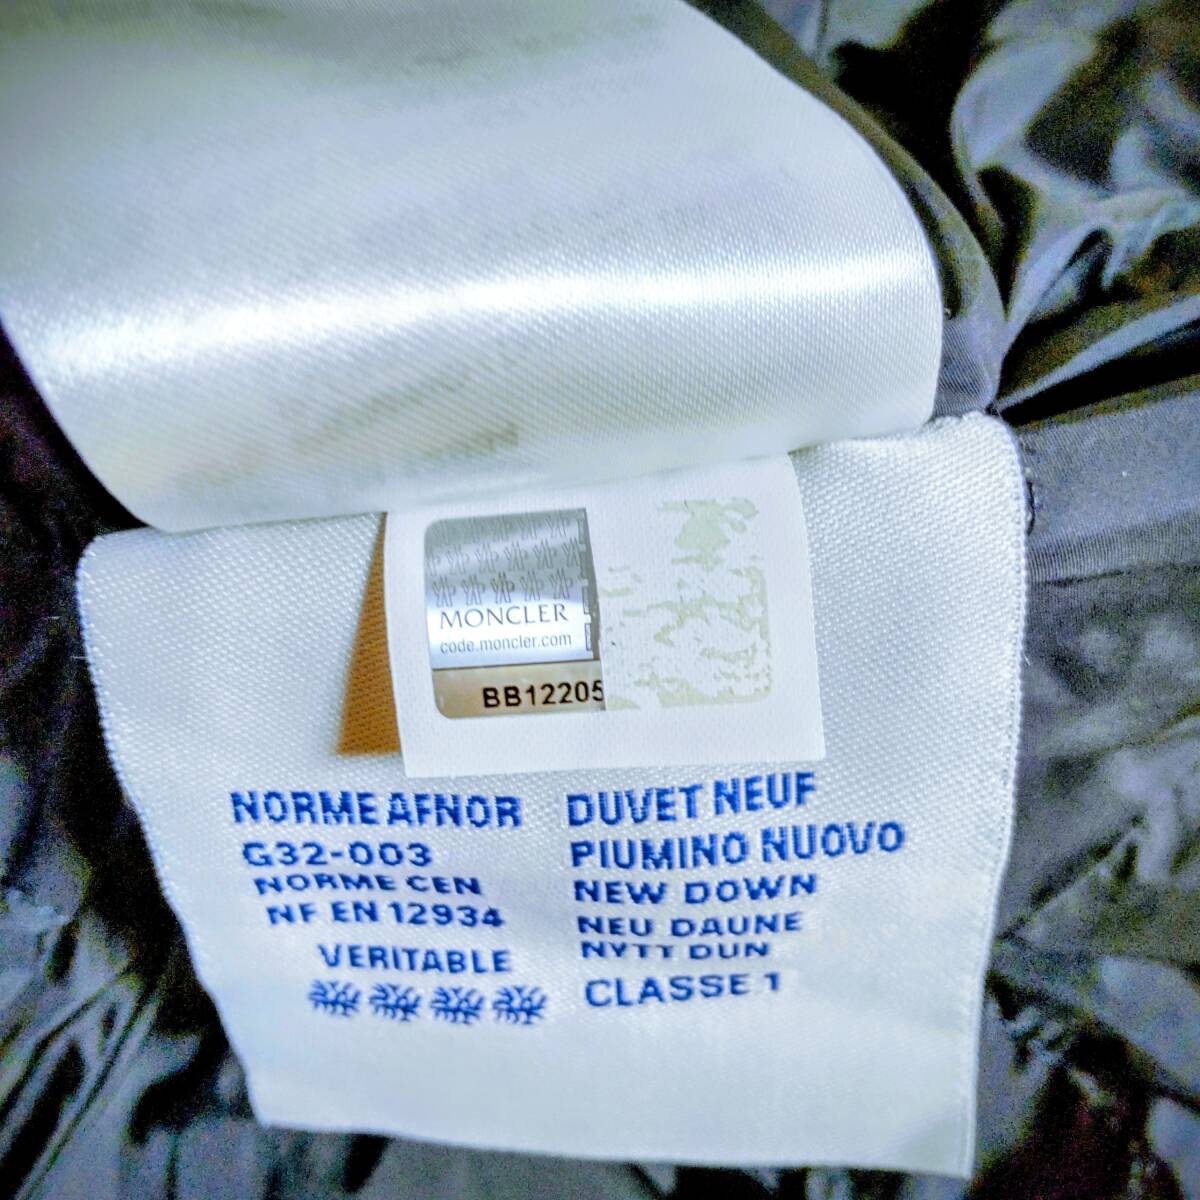 MONCLER
code.moncler.com
BB12205
NORME AFNOR
G32-003
NORME CEN
NF EN 12934
VERITABLE
DUVET NEUF
PIUMINO NUOVO
NEW DOWN
NEU DAUNE
NYTT DUN
CLASSE 1